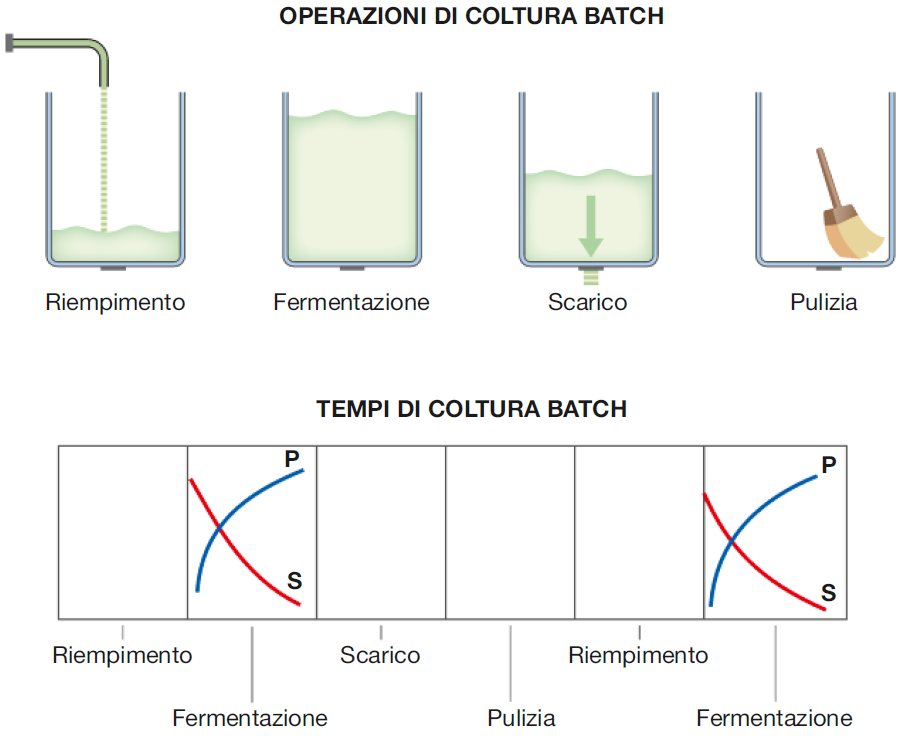 OPERAZIONI DI COLTURA BATCH
Riempimento
Fermentazione
Scarico
Pulizia
TEMPI DI COLTURA BATCH
P
P
S
S
Riempimento
Scarico
Riempimento
Fermentazione
Pulizia
Fermentazione